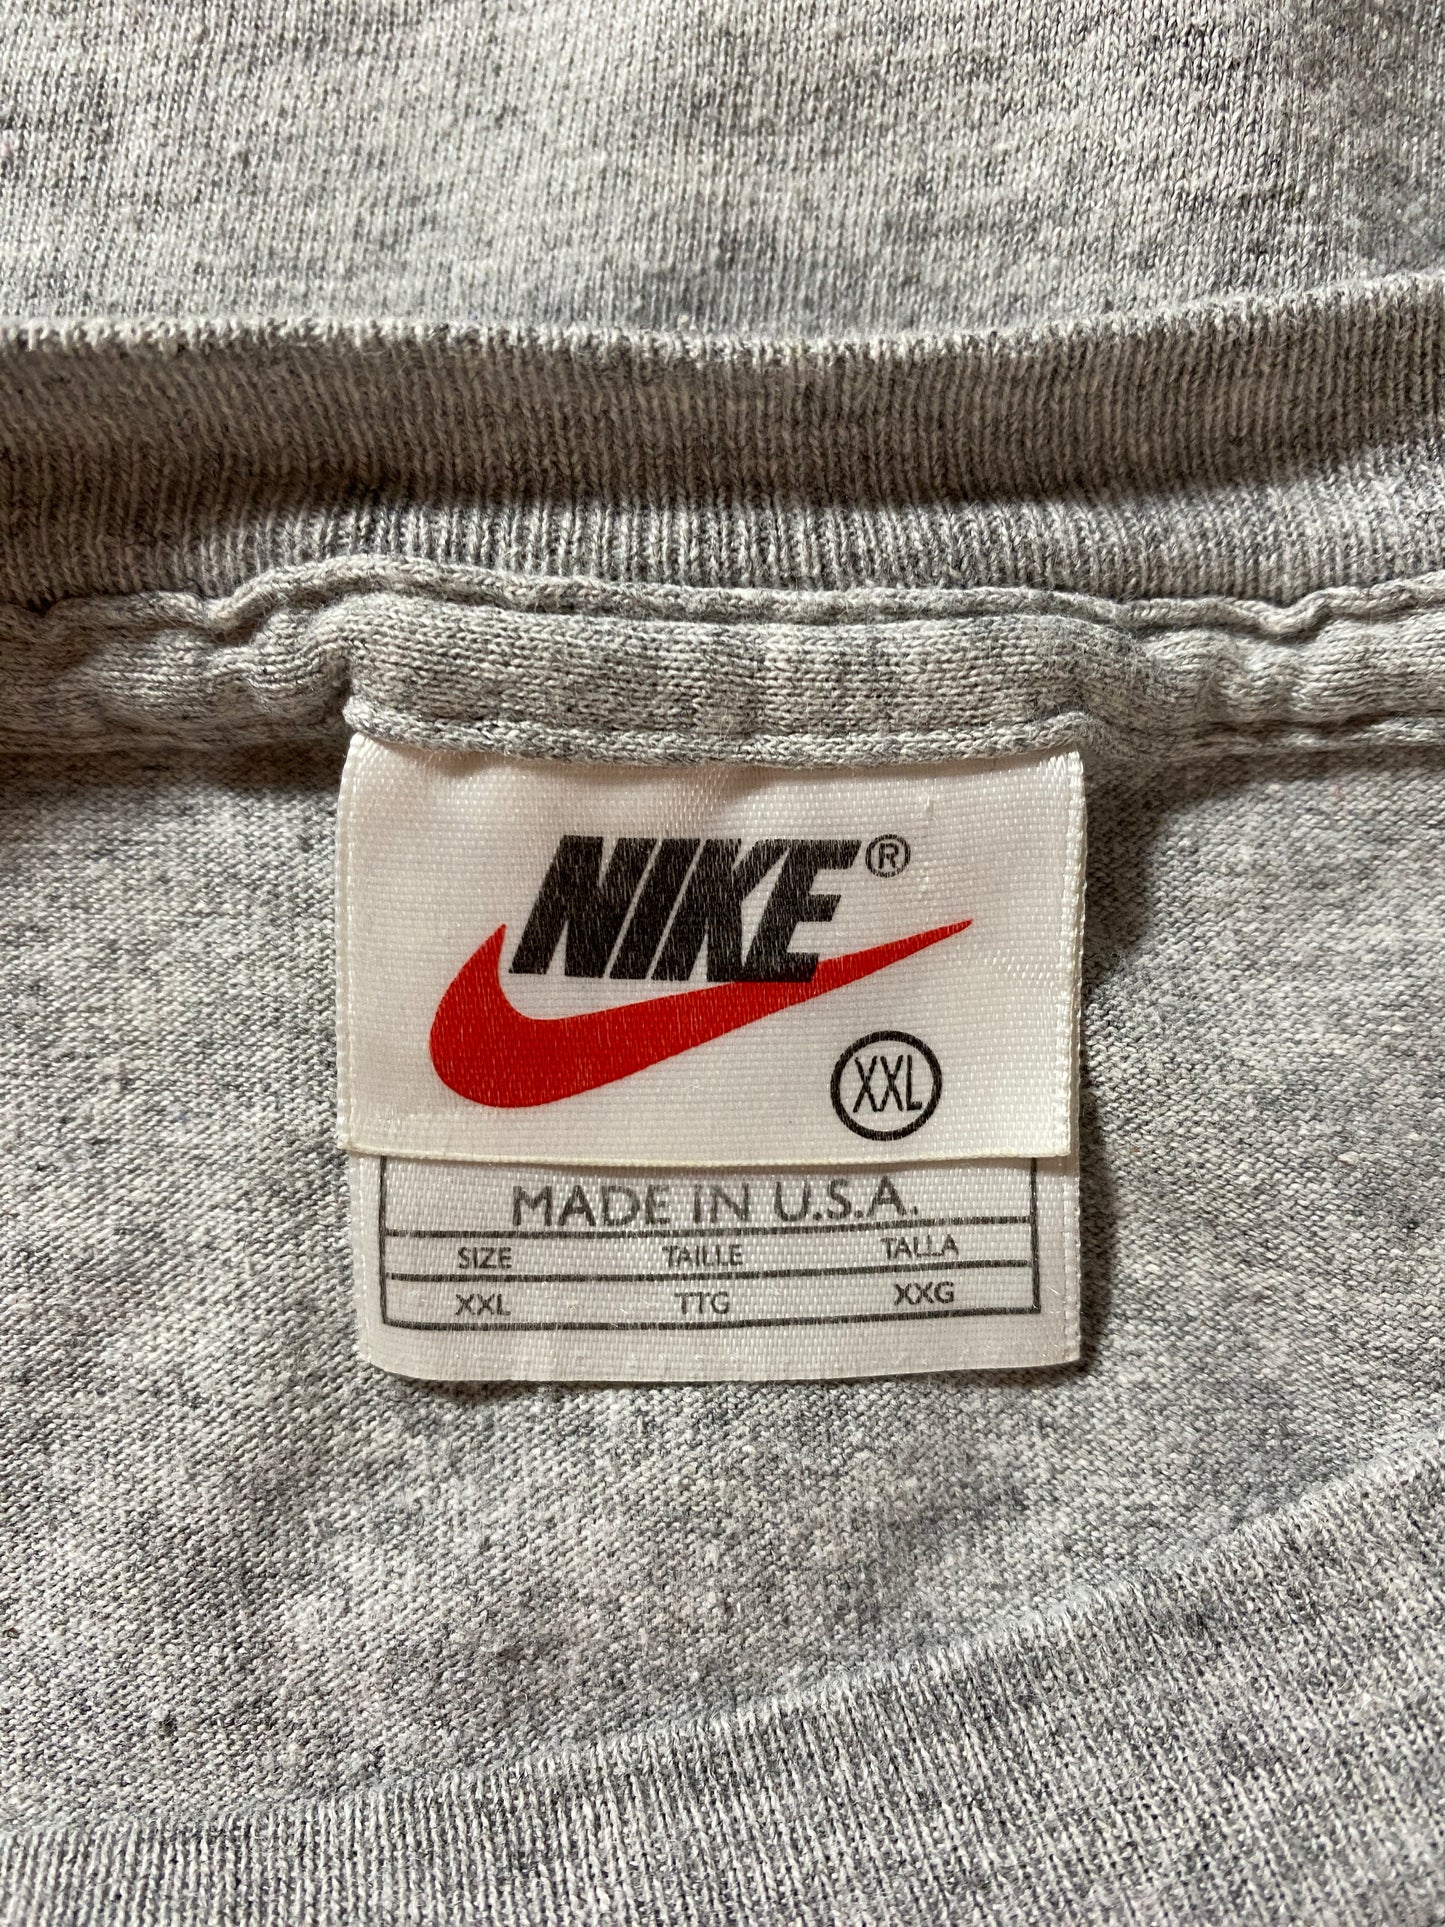 NIKE®
XXL
MADE IN U.S.A.
SIZE TAILLE TALLA
XXL TTG XXG